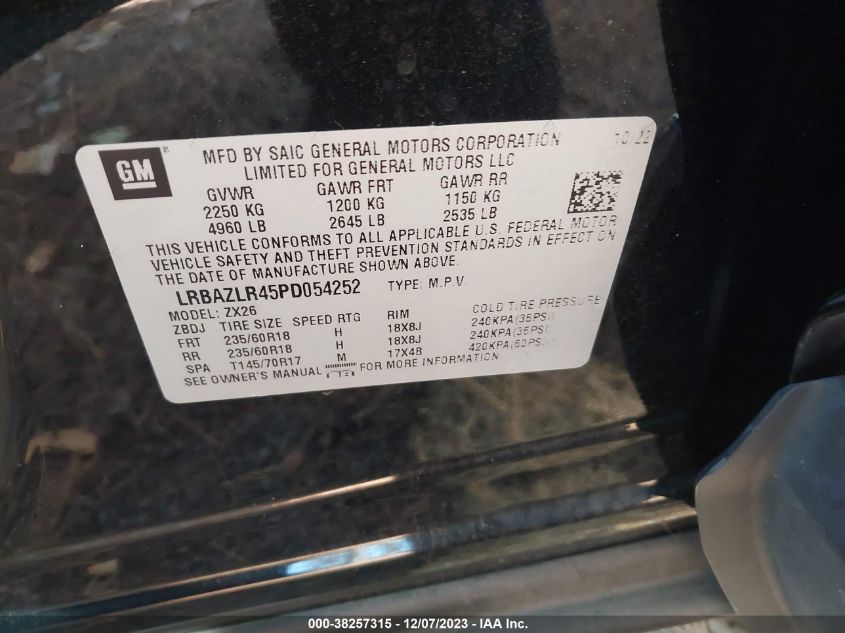 GM
MFD BY SAIC GENERAL MOTORS CORPORATION 10 22
LIMITED FOR GENERAL MOTORS LLC
GVWR GAWR FRT GAWR RR
2250 KG 1200 KG 1150 KG
4960 LB 2645 LB 2535 LB
THIS VEHICLE CONFORMS TO ALL APPLICABLE U.S. FEDERAL MOTOR
VEHICLE SAFETY AND THEFT PREVENTION STANDARDS IN EFFECT ON
THE DATE OF MANUFACTURE SHOWN ABOVE.
LRBAZLR45PD054252 TYPE: M.P.V.
MODEL: ZX26
ZBDJ TIRE SIZE SPEED RTG RIM COLD TIRE PRESSURE
FRT 235/60R18 H 18X8J 240KPA(35PSI)
RR 235/60R18 H 18X8J 240KPA(35PSI)
SPA T145/70R17 M 17X4B 420KPA(60PSI)
SEE OWNER'S MANUAL FOR MORE INFORMATION
000-38257315 - 12/07/2023 - IAA Inc.